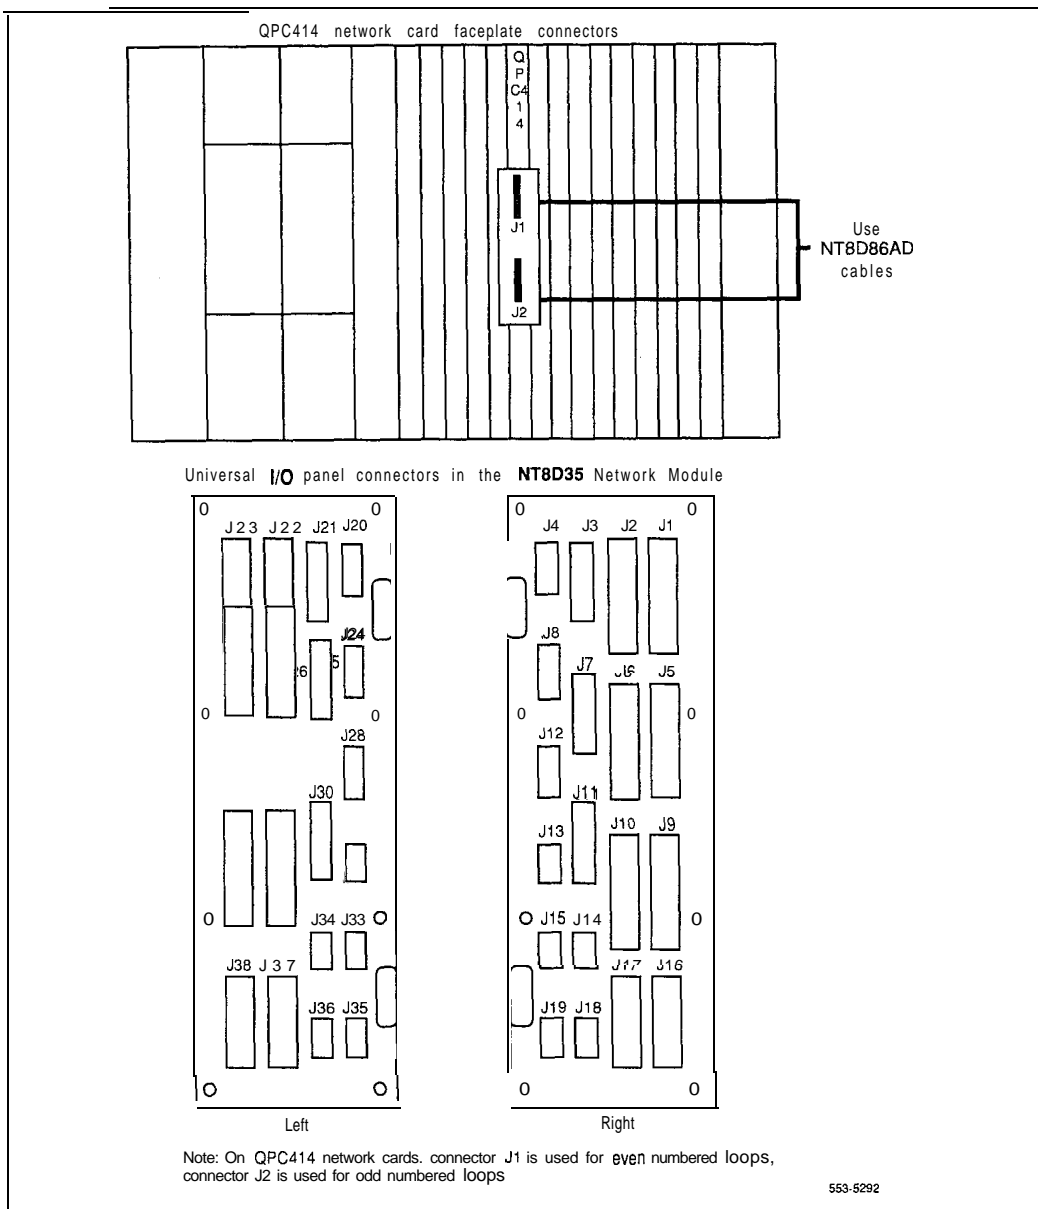 QPC414 network card faceplate connectors
Q
P
C4
1
4
J1
J2
Use
NT8D86AD
cables
Universal I/O panel connectors in the NT8D35 Network Module
J23 J22 J21 J20
J24
26 5
J28
J30
J34 J33
J38 J37
J36 J35
Left
J4 J3 J2 J1
J8
J7 J6 J5
J12
J11
J13 J10 J9
J15 J14
J17 J16
J19 J18
Right
Note: On QPC414 network cards. connector J1 is used for even numbered loops,
connector J2 is used for odd numbered loops
553-5292